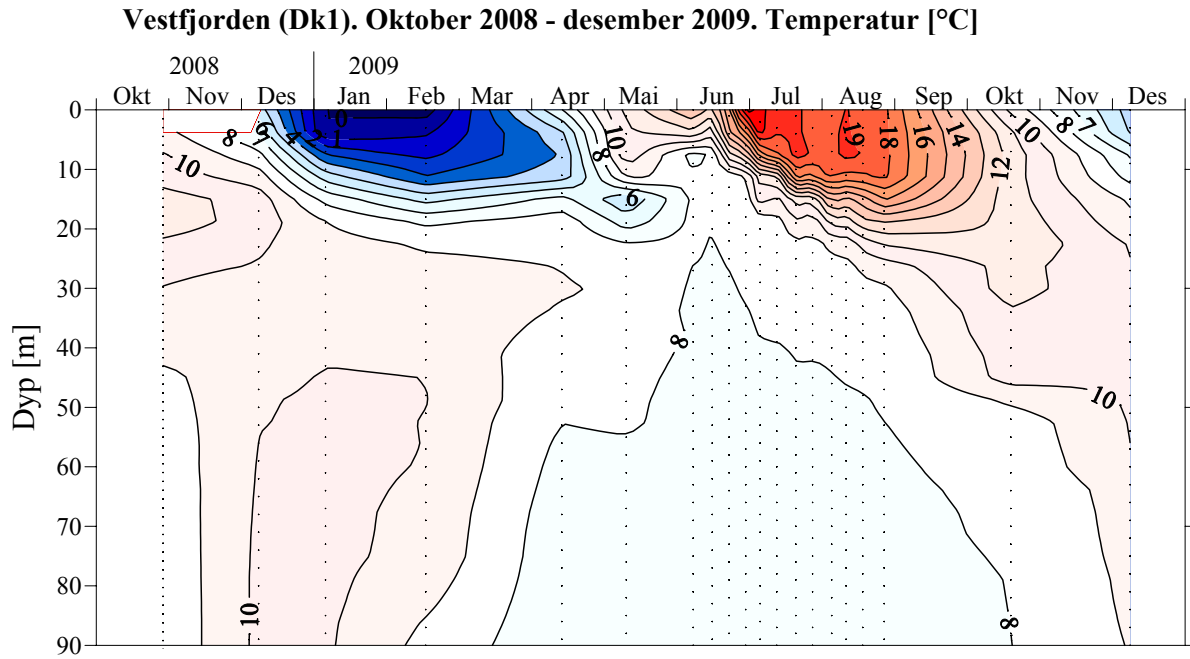 Vestfjorden (Dk1). Oktober 2008 - desember 2009. Temperatur [°C]
2008 2009
Okt Nov Des Jan Feb Mar Apr Mai Jun Jul Aug Sep Okt Nov Des
Dyp [m]
0
10
20
30
40
50
60
70
80
90
10 8 7 6 4 2 1 0
8 10 6
8
19 18 16 14 12
10 8 7
10
10
8